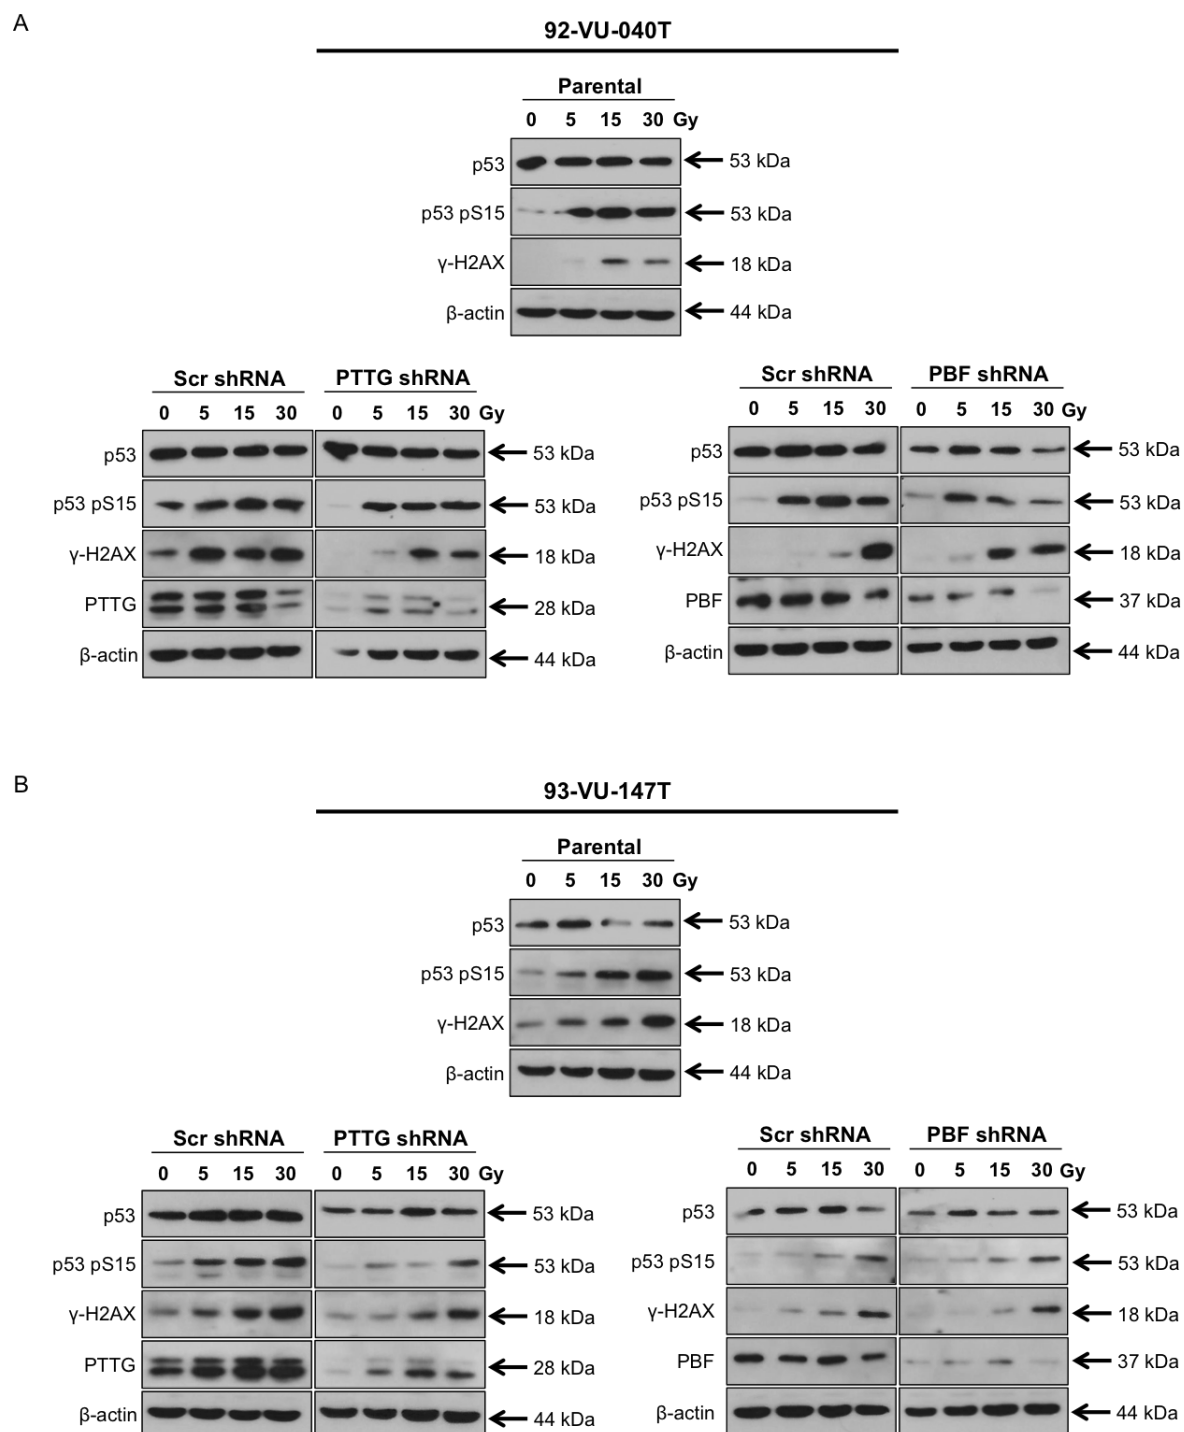 A
92-VU-040T
Parental
0 5 15 30 Gy
p53 53 kDa
p53 pS15 53 kDa
γ-H2AX 18 kDa
β-actin 44 kDa
Scr shRNA PTTG shRNA
0 5 15 30 0 5 15 30 Gy
p53 53 kDa
p53 pS15 53 kDa
γ-H2AX 18 kDa
PTTG 28 kDa
β-actin 44 kDa
Scr shRNA PBF shRNA
0 5 15 30 0 5 15 30 Gy
p53 53 kDa
p53 pS15 53 kDa
γ-H2AX 18 kDa
PBF 37 kDa
β-actin 44 kDa
B
93-VU-147T
Parental
0 5 15 30 Gy
p53 53 kDa
p53 pS15 53 kDa
γ-H2AX 18 kDa
β-actin 44 kDa
Scr shRNA PTTG shRNA
0 5 15 30 0 5 15 30 Gy
p53 53 kDa
p53 pS15 53 kDa
γ-H2AX 18 kDa
PTTG 28 kDa
β-actin 44 kDa
Scr shRNA PBF shRNA
0 5 15 30 0 5 15 30 Gy
p53 53 kDa
p53 pS15 53 kDa
γ-H2AX 18 kDa
PBF 37 kDa
β-actin 44 kDa